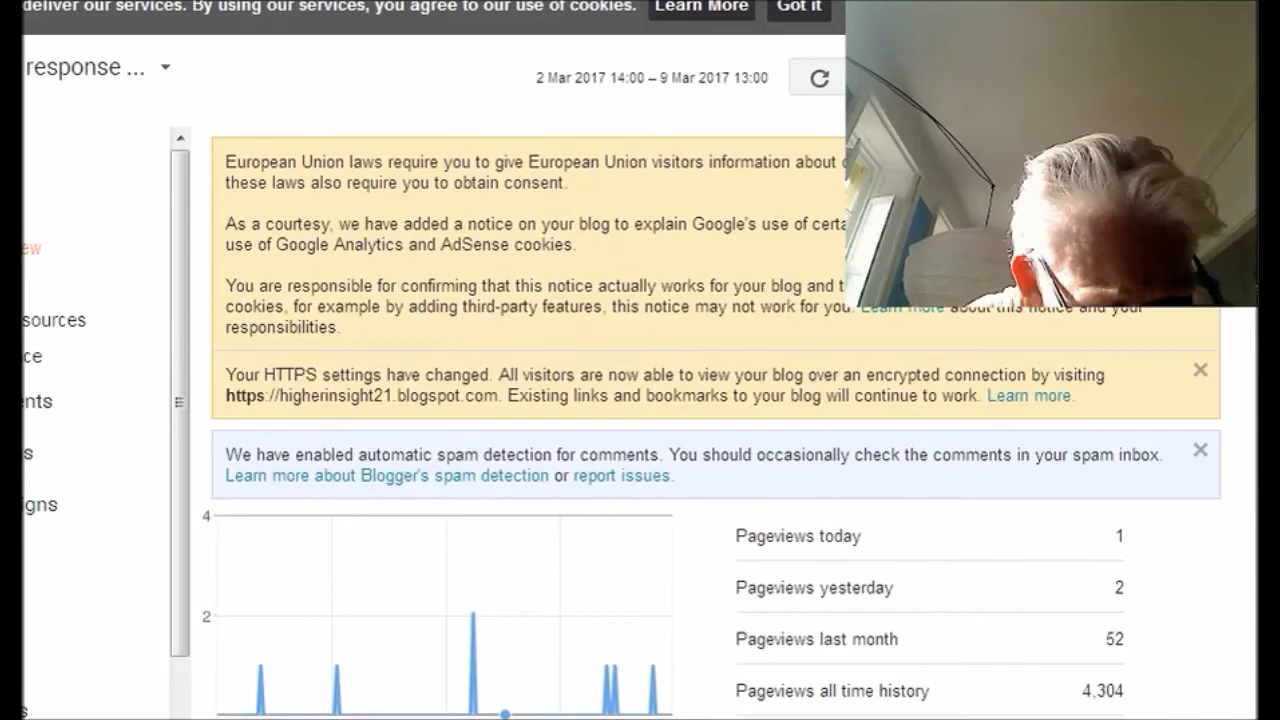 deliver our services. By using our services, you agree to our use of cookies. Learn More Got it
response ...
2 Mar 2017 14:00 – 9 Mar 2017 13:00
European Union laws require you to give European Union visitors information about
these laws also require you to obtain consent.
As a courtesy, we have added a notice on your blog to explain Google's use of certa
use of Google Analytics and AdSense cookies.
You are responsible for confirming that this notice actually works for your blog and t
cookies, for example by adding third-party features, this notice may not work for you. Learn more about this notice and your
responsibilities.
Your HTTPS settings have changed. All visitors are now able to view your blog over an encrypted connection by visiting
https://higherinsight21.blogspot.com. Existing links and bookmarks to your blog will continue to work. Learn more.
We have enabled automatic spam detection for comments. You should occasionally check the comments in your spam inbox.
Learn more about Blogger's spam detection or report issues.
ew
sources
ce
ents
s
igns
s
4
2
Pageviews today 1
Pageviews yesterday 2
Pageviews last month 52
Pageviews all time history 4,304